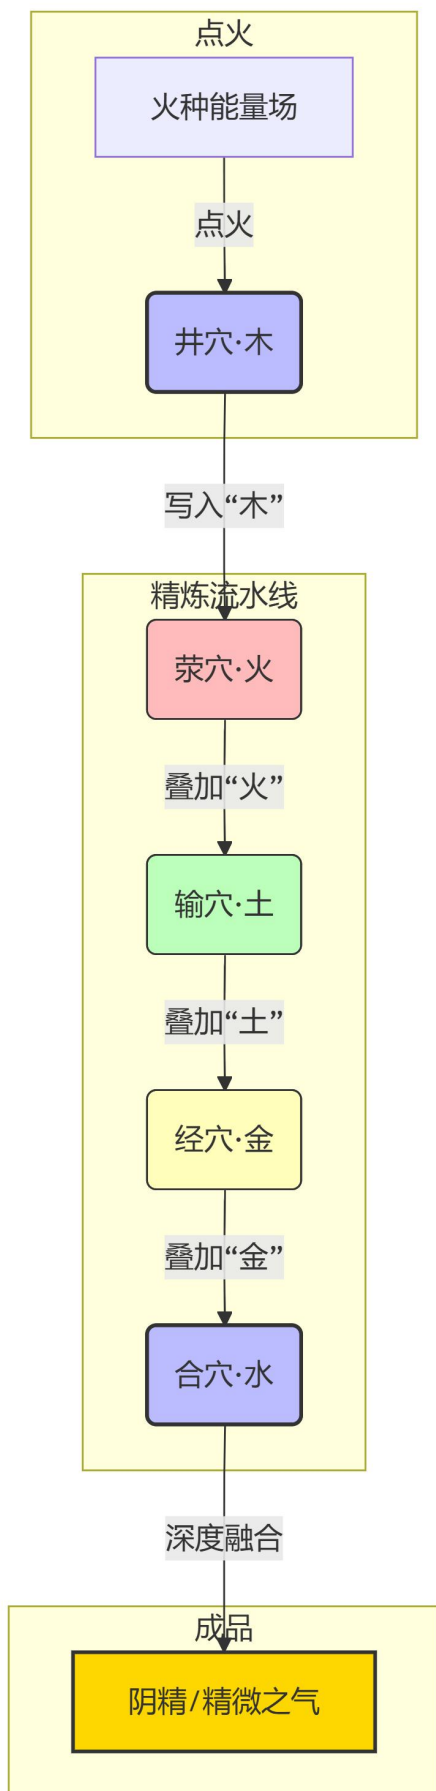 点火
火种能量场
点火
井穴·木
写入“木”
精炼流水线
荥穴·火
叠加“火”
输穴·土
叠加“土”
经穴·金
叠加“金”
合穴·水
深度融合
成品
阴精/精微之气